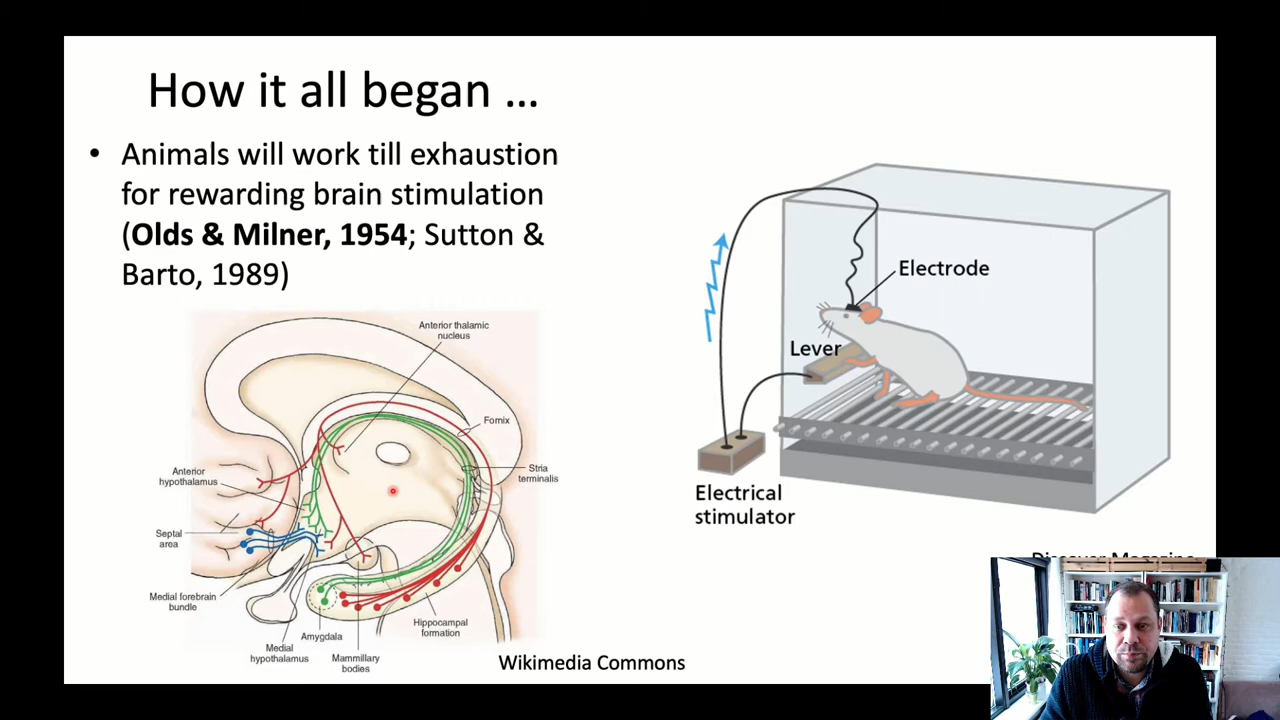 How it all began ...
• Animals will work till exhaustion
for rewarding brain stimulation
(Olds & Milner, 1954; Sutton &
Barto, 1989)
Anterior thalamic
nucleus
Fornix
Stria
terminalis
Anterior
hypothalamus
Septal
area
Medial forebrain
bundle
Amygdala
Hippocampal
formation
Medial
hypothalamus
Mammillary
bodies
Wikimedia Commons
Electrode
Lever
Electrical
stimulator
Discover Magazine